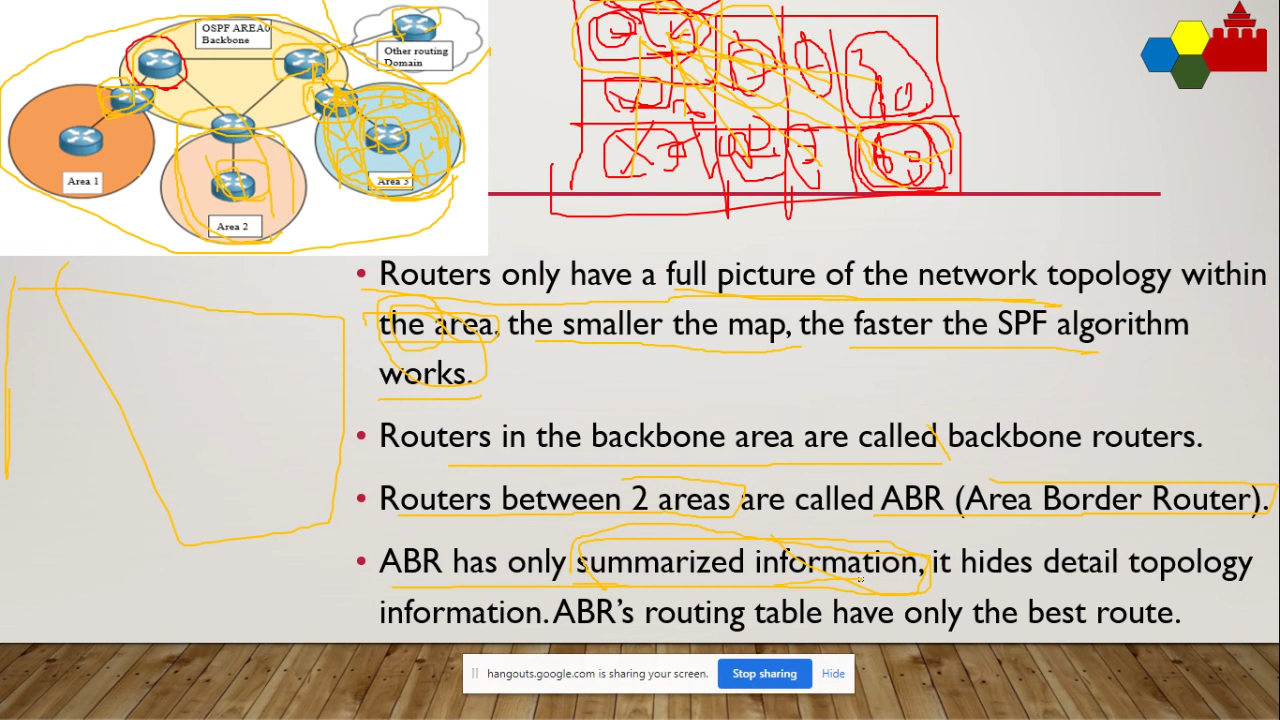 OSPF AREA0
Backbone
Other routing
Domain
Area 1
Area 3
Area 2
• Routers only have a full picture of the network topology within
the area, the smaller the map, the faster the SPF algorithm
works.
• Routers in the backbone area are called backbone routers.
• Routers between 2 areas are called ABR (Area Border Router).
• ABR has only summarized information, it hides detail topology
information. ABR's routing table have only the best route.
hangouts.google.com is sharing your screen. Stop sharing Hide